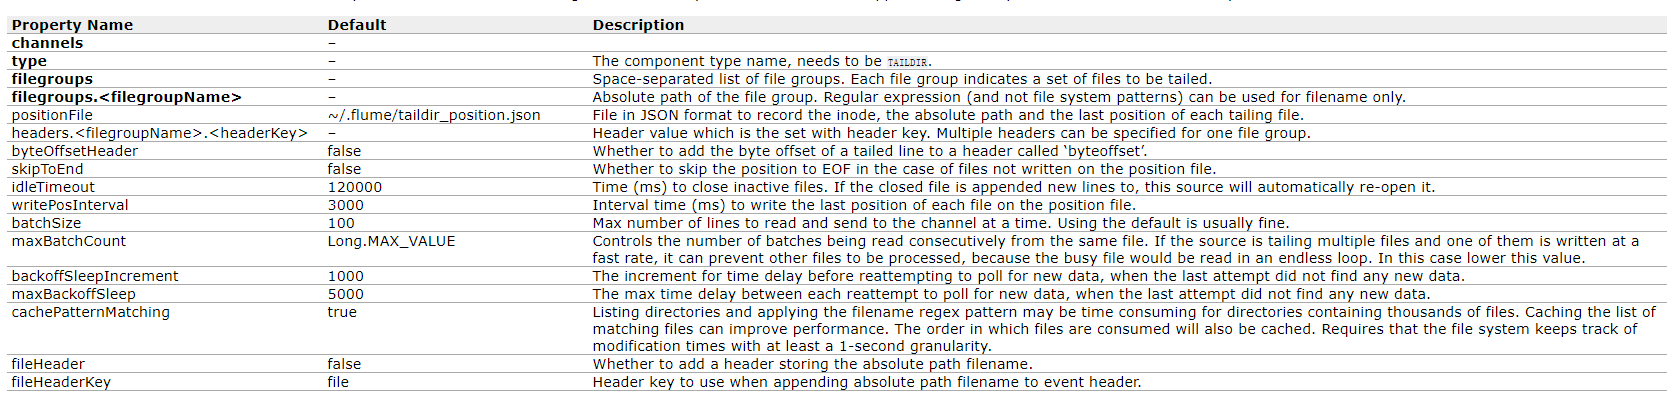 Property Name Default Description
channels –
type – The component type name, needs to be TAILDIR.
filegroups – Space-separated list of file groups. Each file group indicates a set of files to be tailed.
filegroups.<filegroupName> – Absolute path of the file group. Regular expression (and not file system patterns) can be used for filename only.
positionFile ~/.flume/taildir_position.json File in JSON format to record the inode, the absolute path and the last position of each tailing file.
headers.<filegroupName>.<headerKey> – Header value which is the set with header key. Multiple headers can be specified for one file group.
byteOffsetHeader false Whether to add the byte offset of a tailed line to a header called ‘byteoffset’.
skipToEnd false Whether to skip the position to EOF in the case of files not written on the position file.
idleTimeout 120000 Time (ms) to close inactive files. If the closed file is appended new lines to, this source will automatically re-open it.
writePosInterval 3000 Interval time (ms) to write the last position of each file on the position file.
batchSize 100 Max number of lines to read and send to the channel at a time. Using the default is usually fine.
maxBatchCount Long.MAX_VALUE Controls the number of batches being read consecutively from the same file. If the source is tailing multiple files and one of them is written at a
fast rate, it can prevent other files to be processed, because the busy file would be read in an endless loop. In this case lower this value.
backoffSleepIncrement 1000 The increment for time delay before reattempting to poll for new data, when the last attempt did not find any new data.
maxBackoffSleep 5000 The max time delay between each reattempt to poll for new data, when the last attempt did not find any new data.
cachePatternMatching true Listing directories and applying the filename regex pattern may be time consuming for directories containing thousands of files. Caching the list of
matching files can improve performance. The order in which files are consumed will also be cached. Requires that the file system keeps track of
modification times with at least a 1-second granularity.
fileHeader false Whether to add a header storing the absolute path filename.
fileHeaderKey file Header key to use when appending absolute path filename to event header.